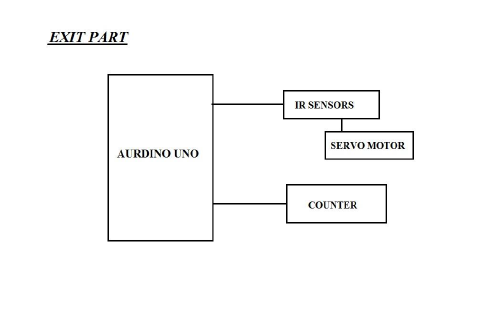 EXIT PART
IR SENSORS
SERVO MOTOR
AURDINO UNO
COUNTER